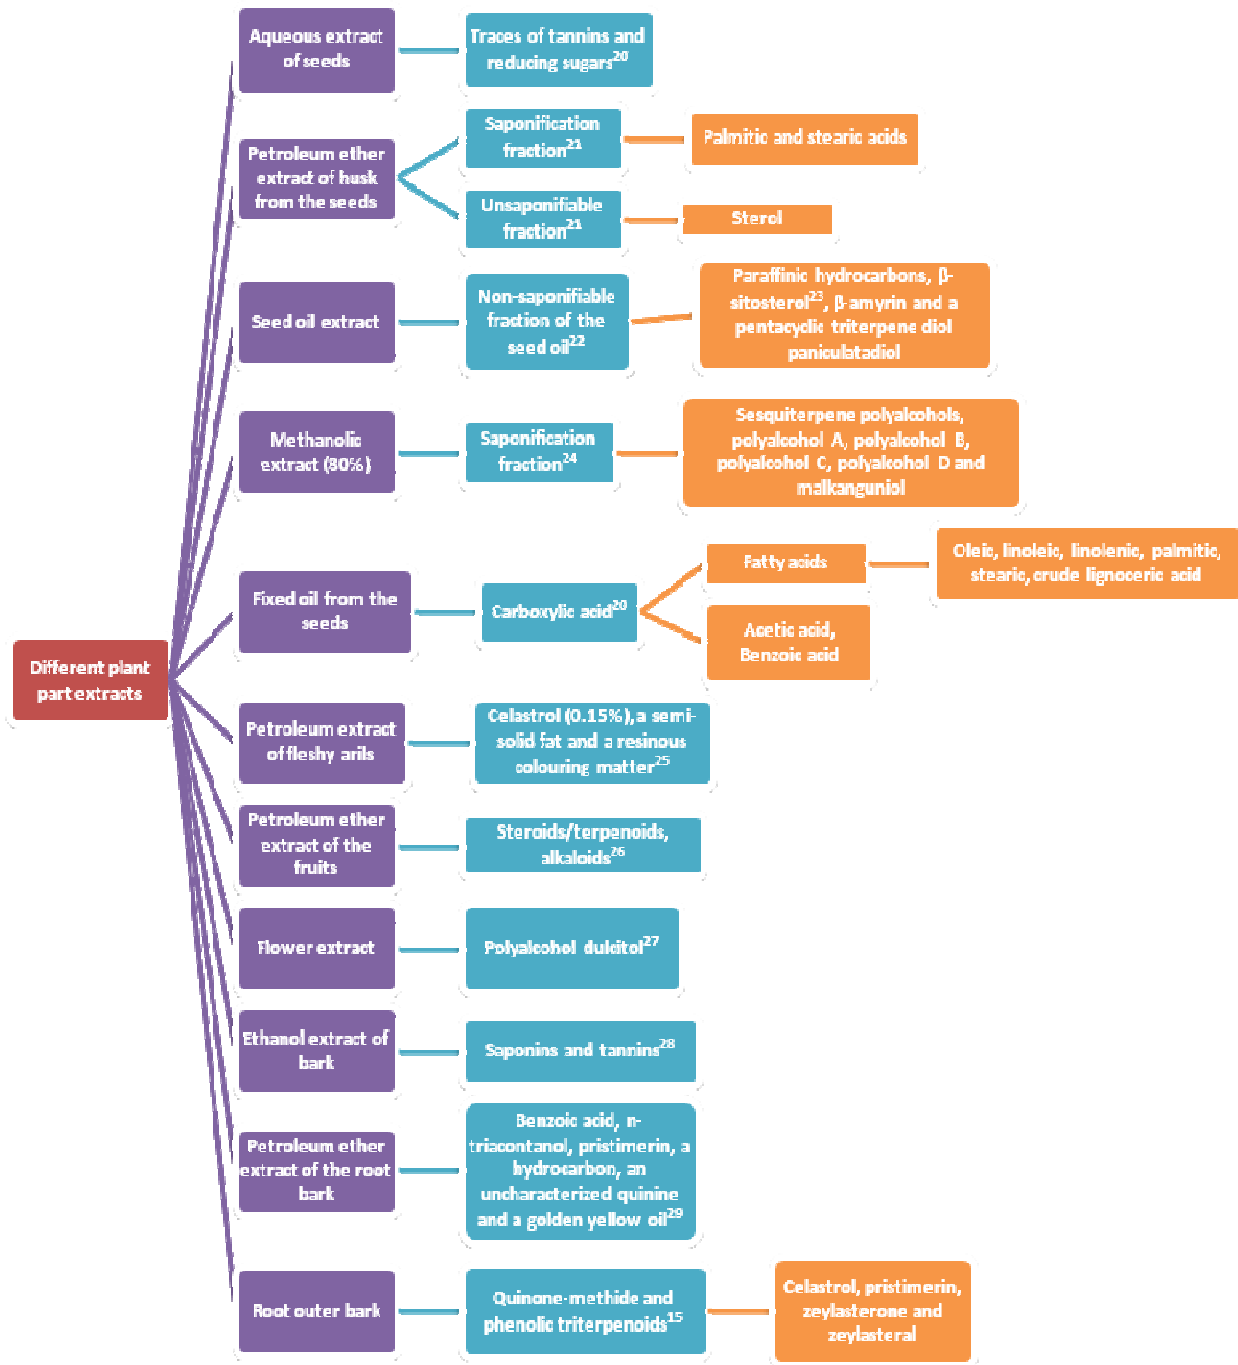 Aqueous extract
of seeds
Traces of tannins and
reducing sugars20
Petroleum ether
extract of husk
from the seeds
Saponification
fraction21
Palmitic and stearic acids
Unsaponifiable
fraction21
Sterol
Seed oil extract
Non-saponifiable
fraction of the
seed oil22
Paraffinic hydrocarbons, β-
sitosterol23, β-amyrin and a
pentacyclic triterpene diol
paniculatadiol
Methanolic
extract (80%)
Saponification
fraction24
Sesquiterpene polyalcohols,
polyalcohol A, polyalcohol B,
polyalcohol C, polyalcohol D and
malkanguniol
Fixed oil from the
seeds
Carboxylic acid20
Fatty acids
Oleic, linoleic, linolenic, palmitic,
stearic, crude lignoceric acid
Acetic acid,
Benzoic acid
Different plant
part extracts
Petroleum extract
of fleshy arils
Celastrol (0.15%), a semi-
solid fat and a resinous
colouring matter25
Petroleum ether
extract of the
fruits
Steroids/terpenoids,
alkaloids26
Flower extract
Polyalcohol dulcitol27
Ethanol extract of
bark
Saponins and tannins28
Petroleum ether
extract of the root
bark
Benzoic acid, n-
triacontanol, pristimerin, a
hydrocarbon, an
uncharacterized quinine
and a golden yellow oil29
Root outer bark
Quinone-methide and
phenolic triterpenoids15
Celastrol, pristimerin,
zeylasterone and
zeylasteral